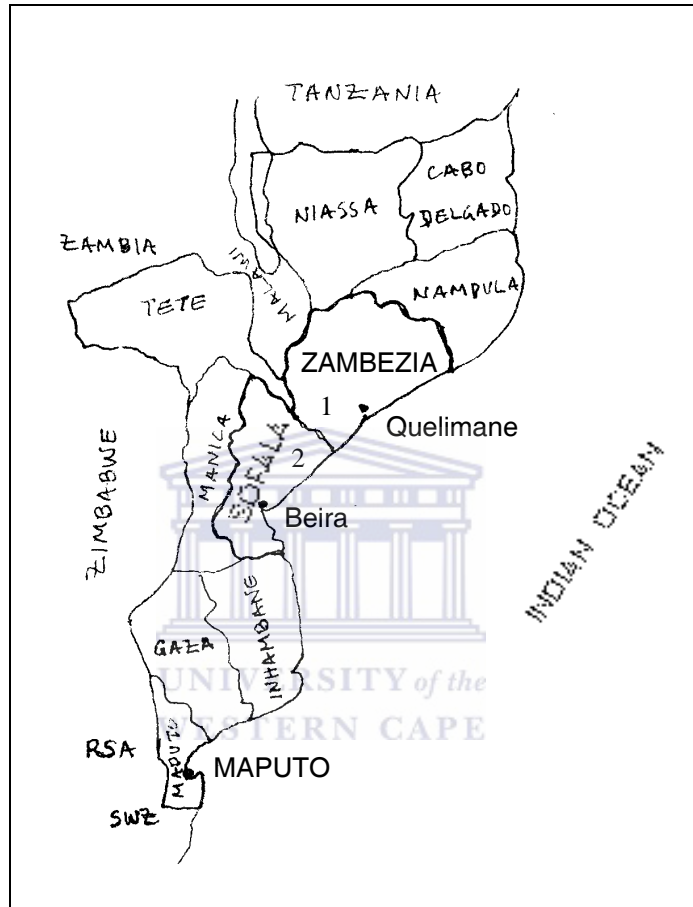 TANZANIA
CABO
DELGADO
NIASSA
ZAMBIA
MALAWI
NAMPULA
TETE
ZAMBEZIA
1
Quelimane
MANICA
SOFALA
2
Beira
ZIMBABWE
INDIAN OCEAN
GAZA
INHAMBANE
UNIVERSITY of the
WESTERN CAPE
RSA
MAPUTO
MAPUTO
SWZ